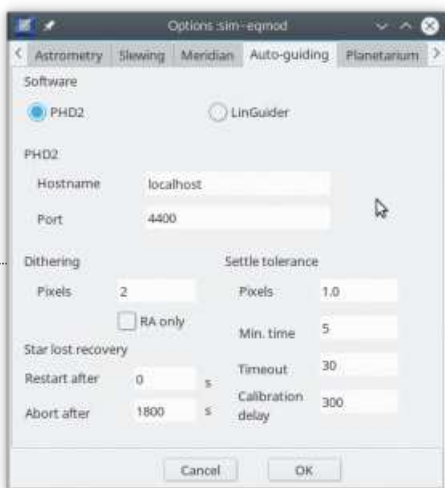 Options :sim-eqmod
Astrometry Slewing Meridian Auto-guiding Planetarium
Software
PHD2 LinGuider
PHD2
Hostname localhost
Port 4400
Dithering Settle tolerance
Pixels 2 Pixels 1.0
RA only Min. time 5
Star lost recovery
Timeout 30
Restart after 0 s
Calibration delay 300
Abort after 1800 s
Cancel OK